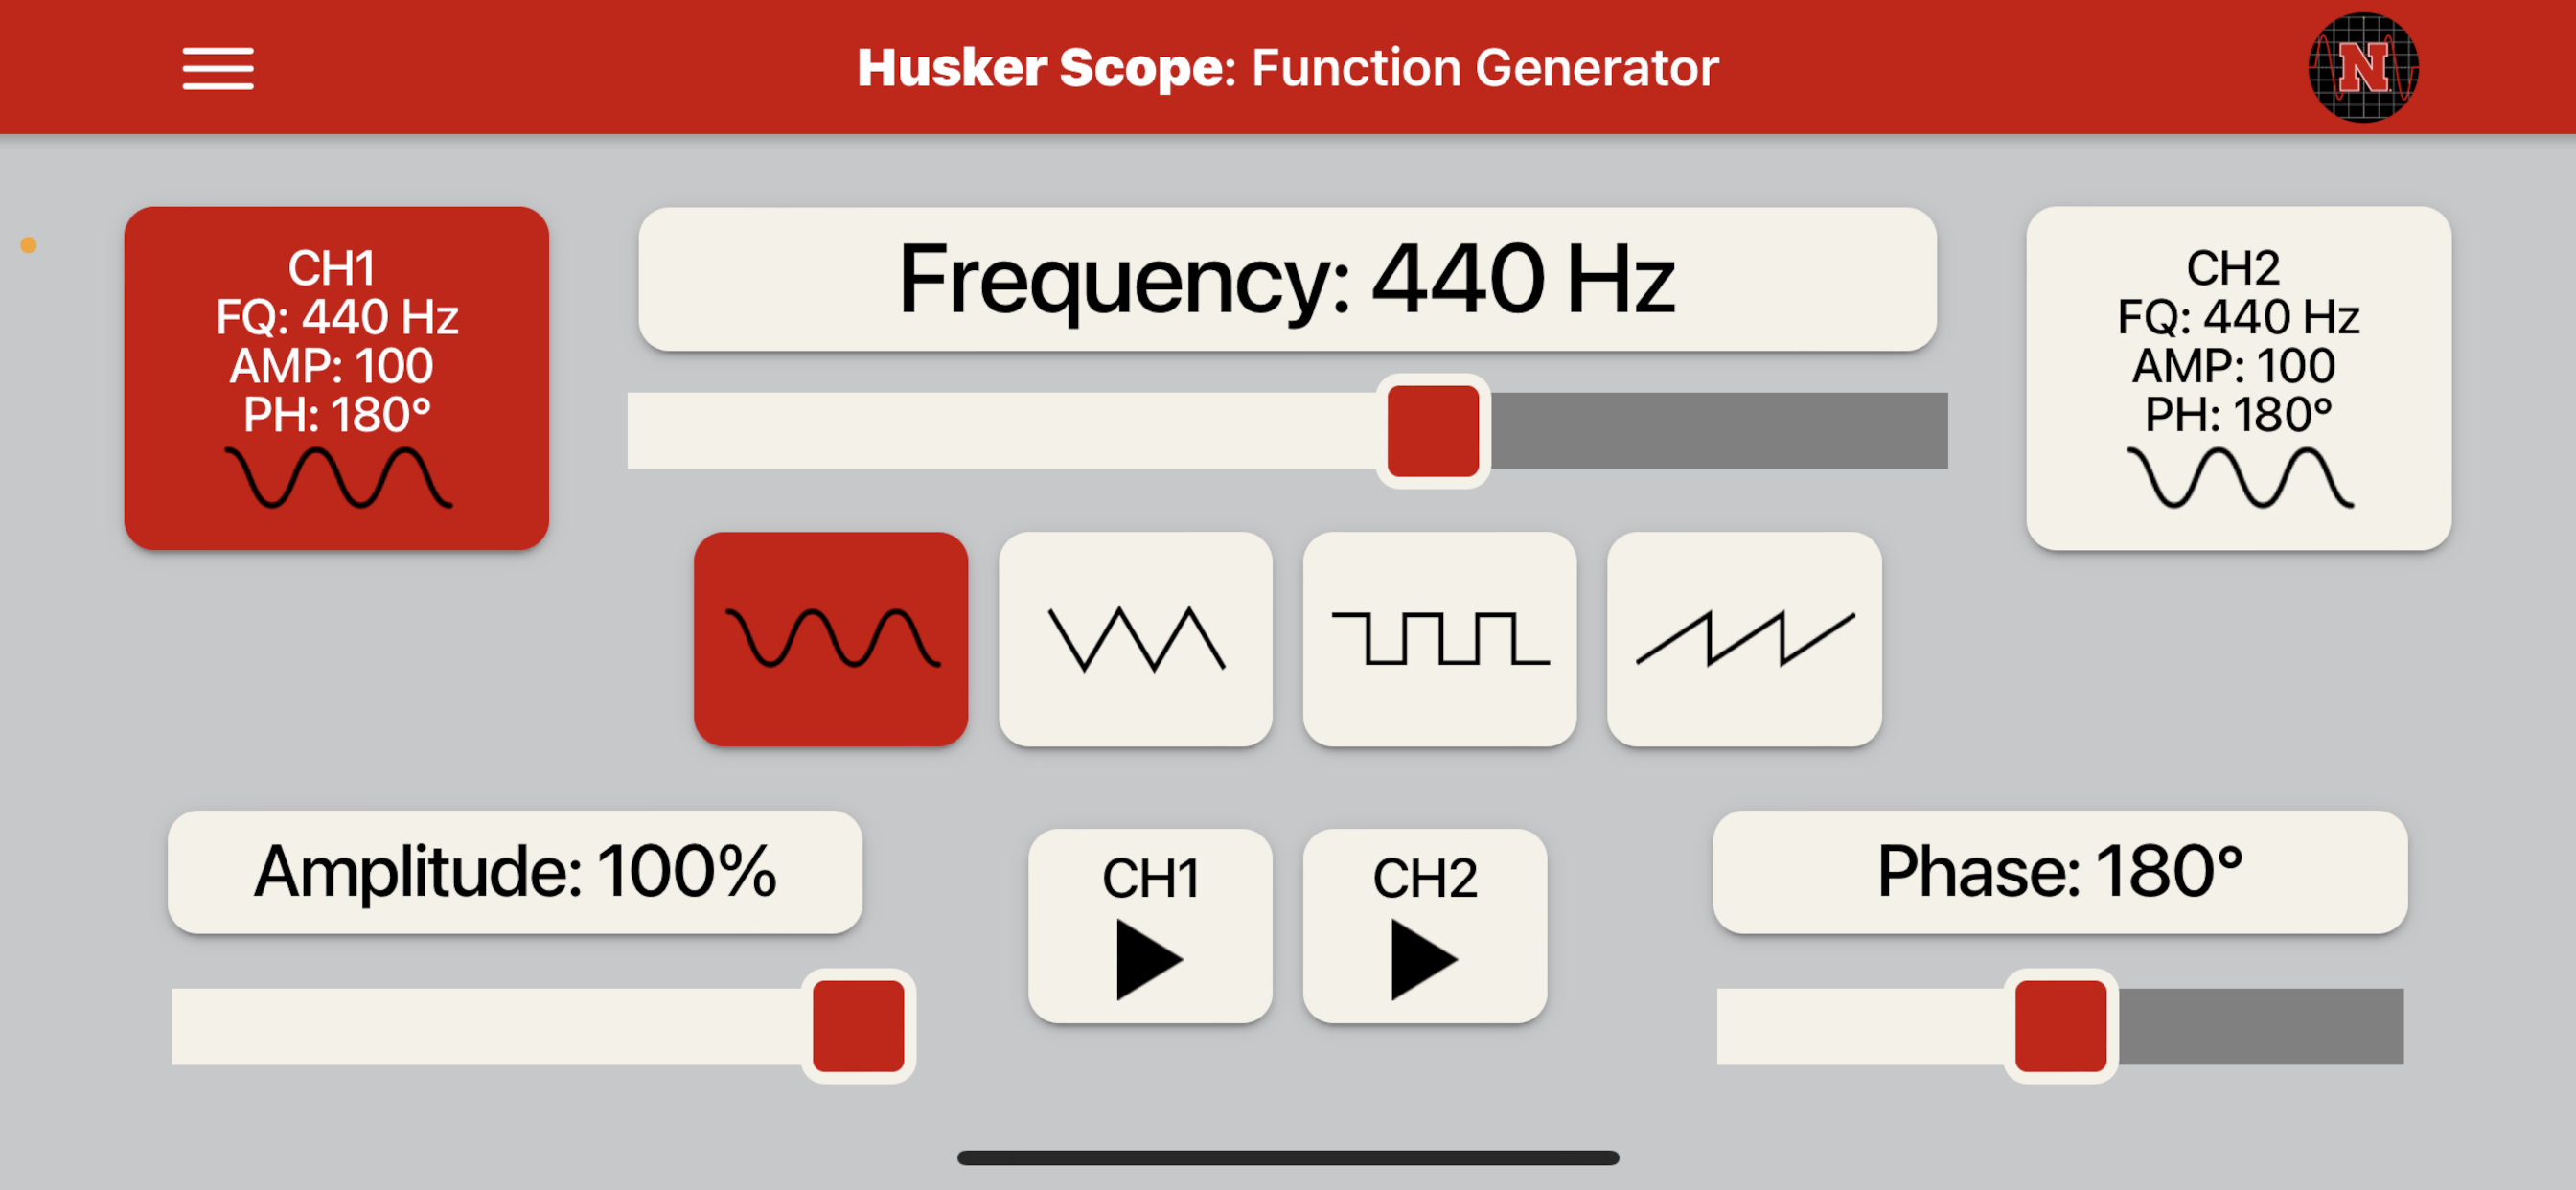 Husker Scope: Function Generator
N
CH1
FQ: 440 Hz
AMP: 100
PH: 180°
Frequency: 440 Hz
CH2
FQ: 440 Hz
AMP: 100
PH: 180°
Amplitude: 100%
CH1
CH2
Phase: 180°